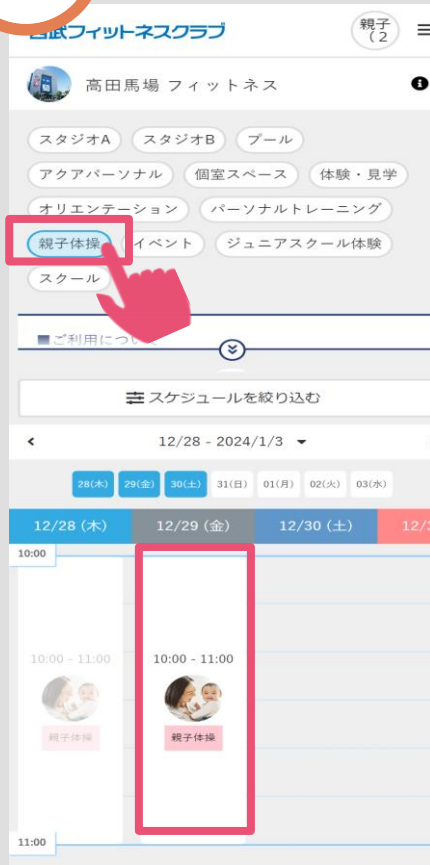 西武フィットネスクラブ
親子
(2
高田馬場 フィットネス
スタジオA スタジオB プール
アクアパーソナル 個室スペース 体験・見学
オリエンテーション パーソナルトレーニング
親子体操 イベント ジュニアスクール体験
スクール
■ご利用につい
スケジュールを絞り込む
12/28 - 2024/1/3
28(木) 29(金) 30(土) 31(日) 01(月) 02(火) 03(水)
12/28 (木) 12/29 (金) 12/30 (土) 12/3
10:00
10:00 - 11:00 10:00 - 11:00
親子体操 親子体操
11:00